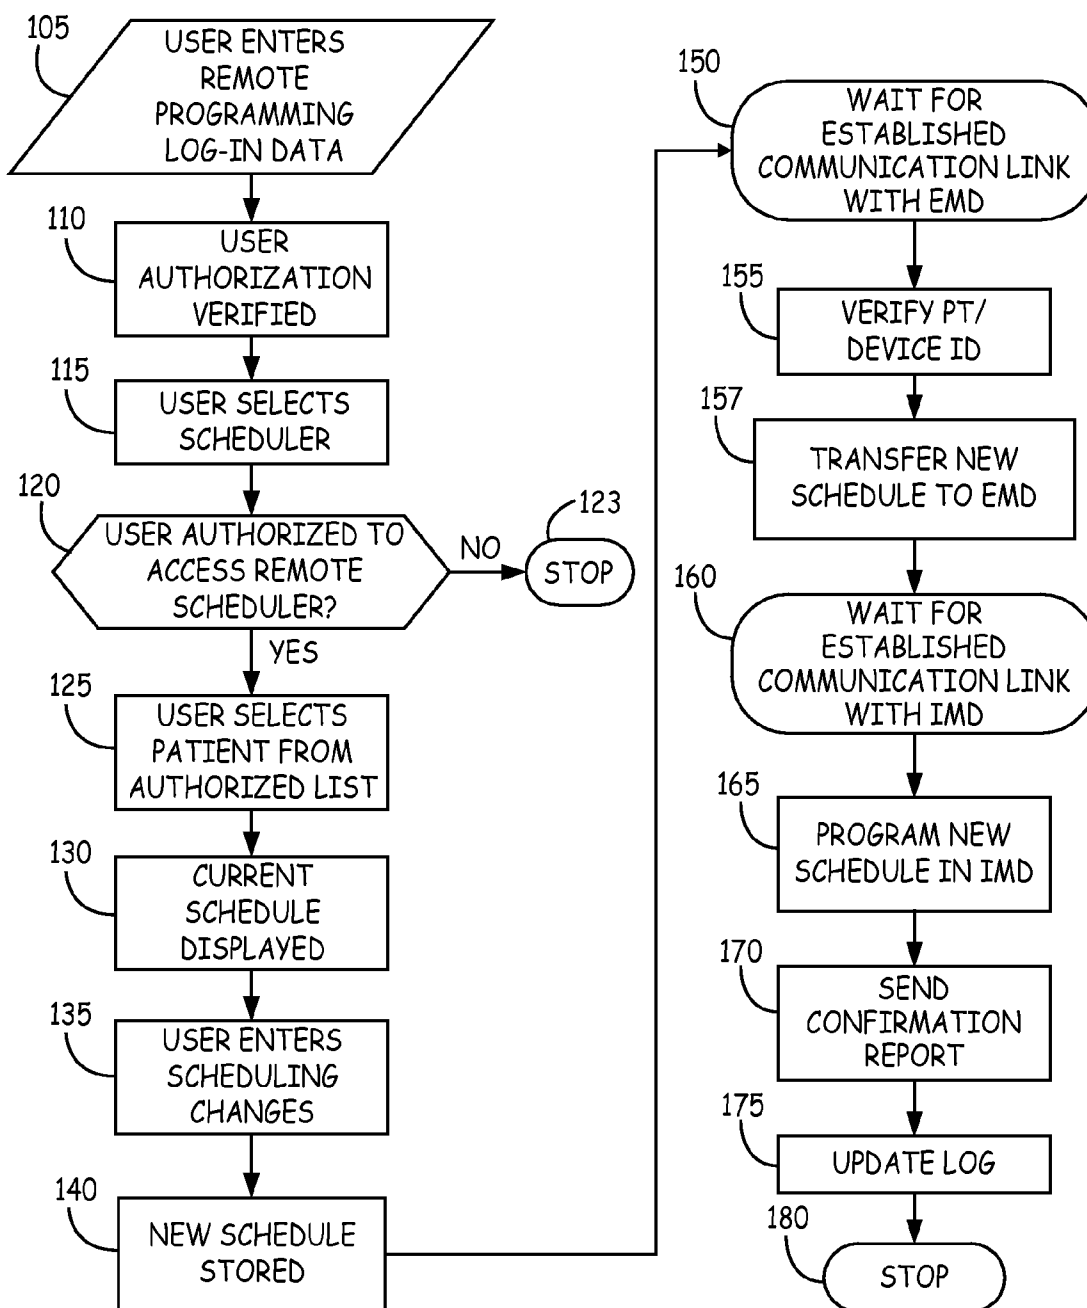 105
USER ENTERS
REMOTE
PROGRAMMING
LOG-IN DATA
110
USER
AUTHORIZATION
VERIFIED
115
USER SELECTS
SCHEDULER
120
USER AUTHORIZED TO
ACCESS REMOTE
SCHEDULER?
NO
123
STOP
YES
125
USER SELECTS
PATIENT FROM
AUTHORIZED LIST
130
CURRENT
SCHEDULE
DISPLAYED
135
USER ENTERS
SCHEDULING
CHANGES
140
NEW SCHEDULE
STORED
150
WAIT FOR
ESTABLISHED
COMMUNICATION LINK
WITH EMD
155
VERIFY PT/
DEVICE ID
157
TRANSFER NEW
SCHEDULE TO EMD
160
WAIT FOR
ESTABLISHED
COMMUNICATION LINK
WITH IMD
165
PROGRAM NEW
SCHEDULE IN IMD
170
SEND
CONFIRMATION
REPORT
175
UPDATE LOG
180
STOP